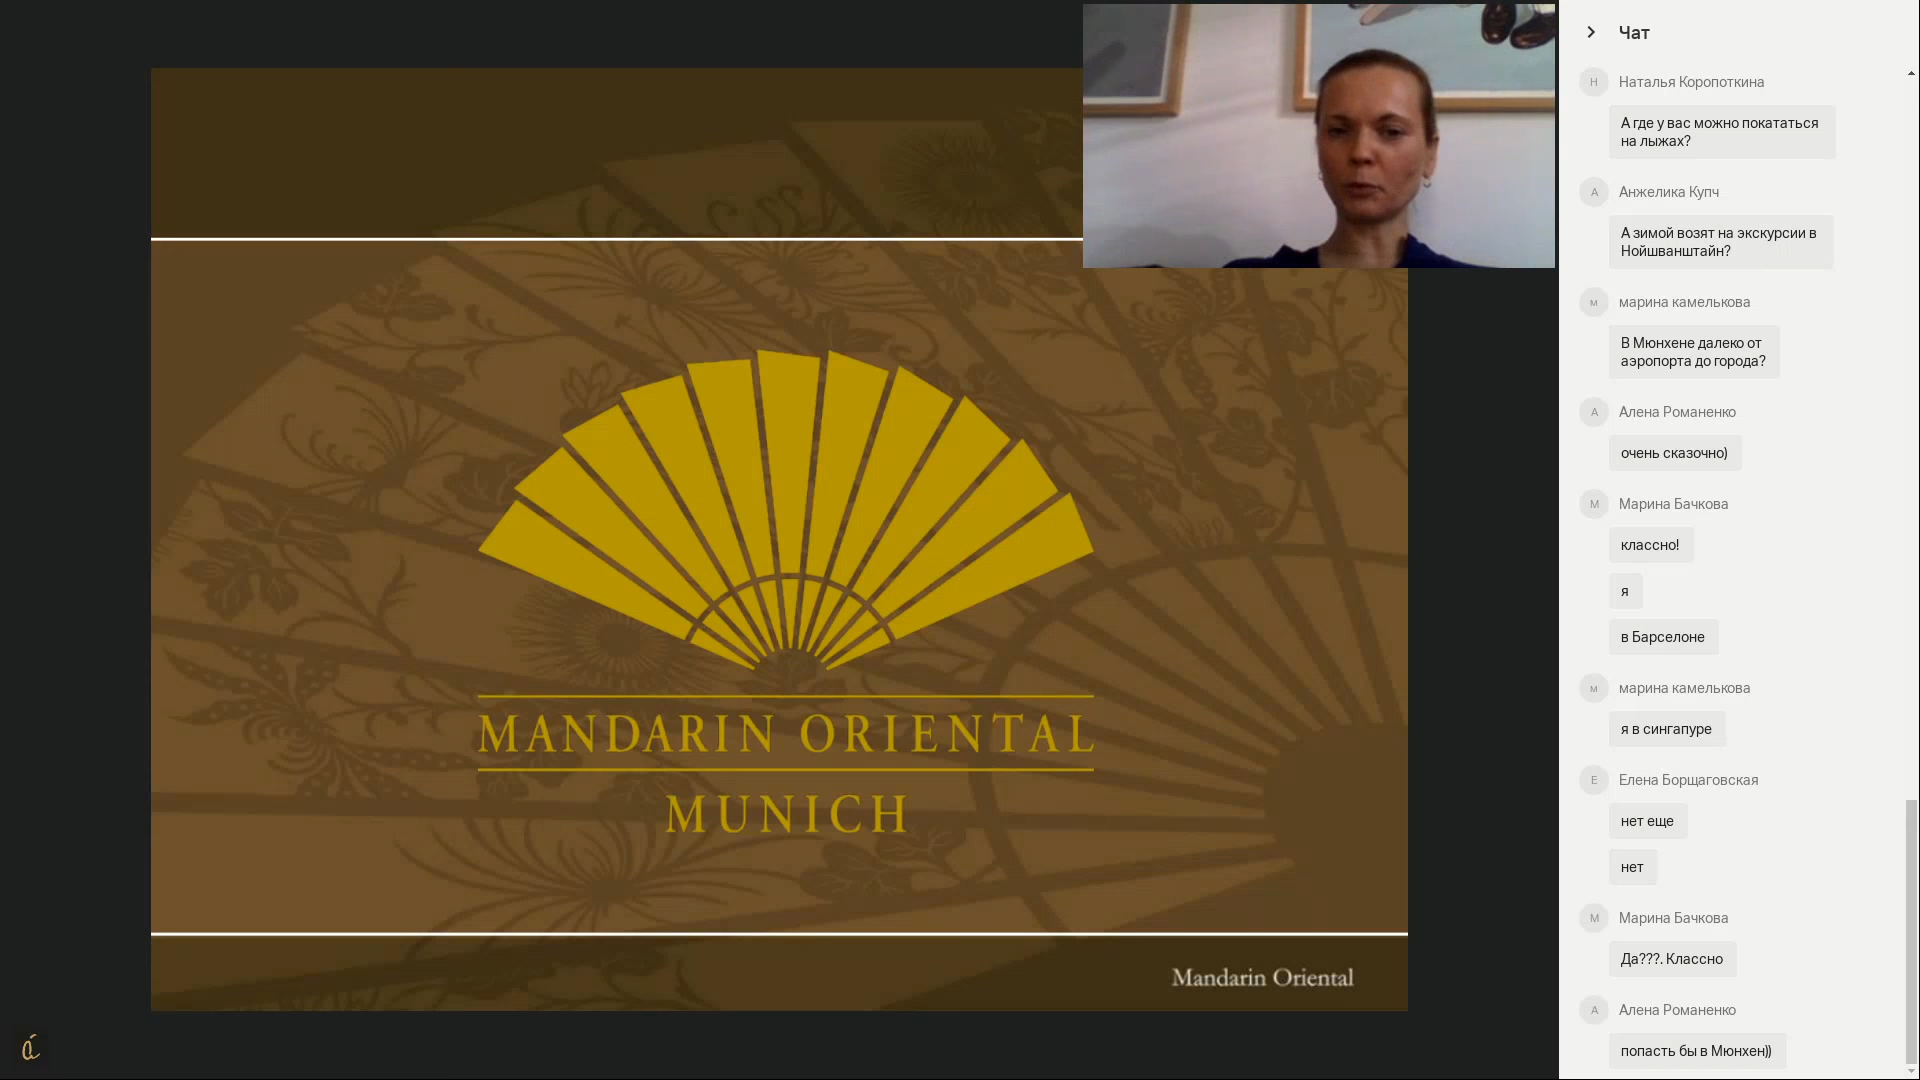 MANDARIN ORIENTAL
MUNICH
Mandarin Oriental
á
Чат
Н
Наталья Коропоткина
А где у вас можно покататься
на лыжах?
А
Анжелика Купч
А зимой возят на экскурсии в
Нойшванштайн?
м
марина камелькова
В Мюнхене далеко от
аэропорта до города?
А
Алена Романенко
очень сказочно)
М
Марина Бачкова
классно!
я
в Барселоне
м
марина камелькова
я в сингапуре
Е
Елена Борщаговская
нет еще
нет
М
Марина Бачкова
Да???. Классно
А
Алена Романенко
попасть бы в Мюнхен))